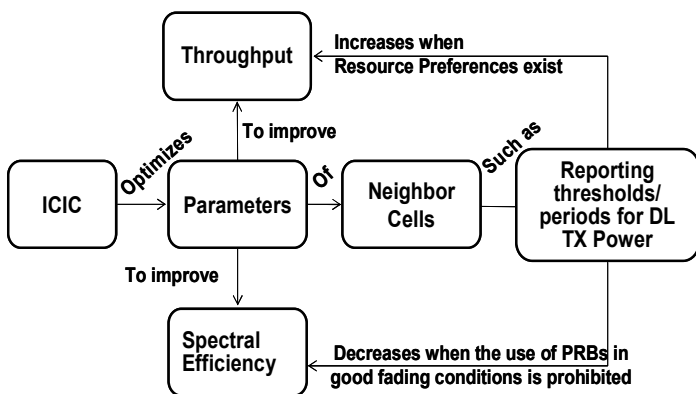 Throughput
Increases when
Resource Preferences exist
To improve
Optimizes
Of
Such as
ICIC
Parameters
Neighbor
Cells
Reporting
thresholds/
periods for DL
TX Power
To improve
Spectral
Efficiency
Decreases when the use of PRBs in
good fading conditions is prohibited